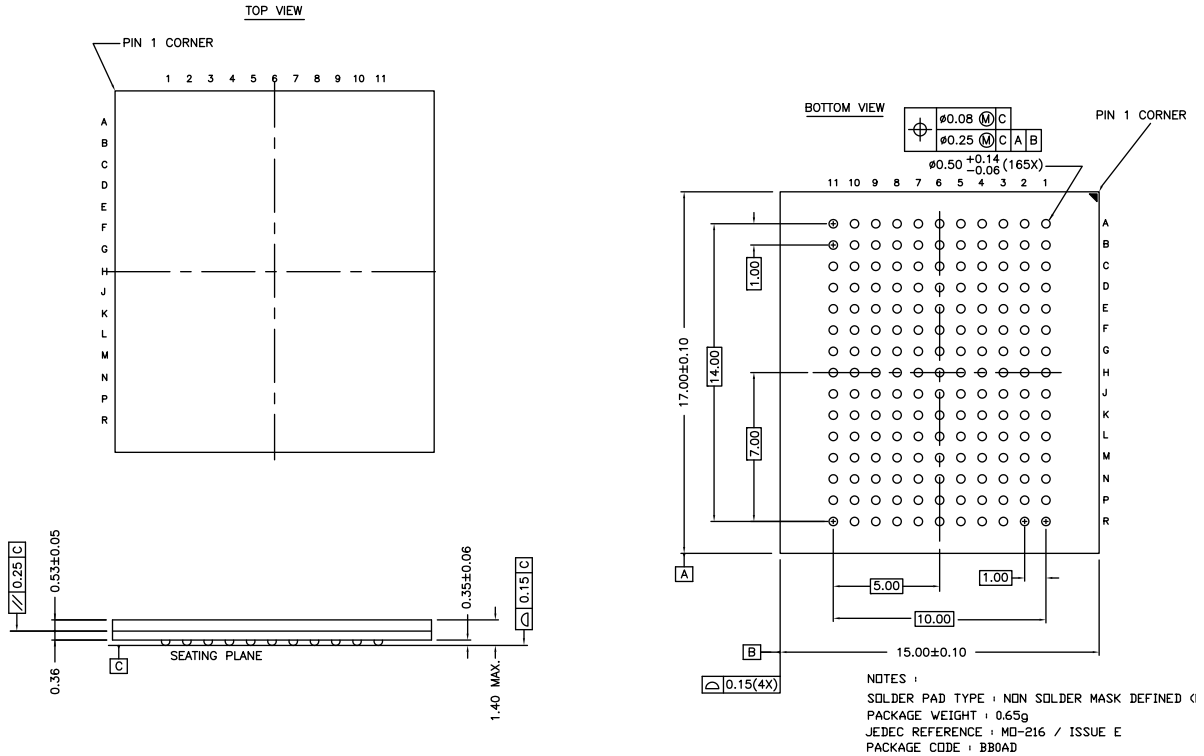 TOP VIEW
PIN 1 CORNER
1 2 3 4 5 6 7 8 9 10 11
A
B
C
D
E
F
G
H
J
K
L
M
N
P
R
BOTTOM VIEW
ø0.08 Ⓜ C
ø0.25 Ⓜ C A B
PIN 1 CORNER
ø0.50 +0.14 -0.06 (165X)
11 10 9 8 7 6 5 4 3 2 1
A
B
C
D
E
F
G
H
J
K
L
M
N
P
R
1.00
14.00
17.00±0.10
7.00
A
5.00
1.00
10.00
B
15.00±0.10
0.15(4X)
0.25 C
0.53±0.05
0.35±0.06
0.15 C
SEATING PLANE
C
0.36
1.40 MAX.
NOTES :
SOLDER PAD TYPE : NON SOLDER MASK DEFINED
PACKAGE WEIGHT : 0.65g
JEDEC REFERENCE : MO-216 / ISSUE E
PACKAGE CODE : BB0AD